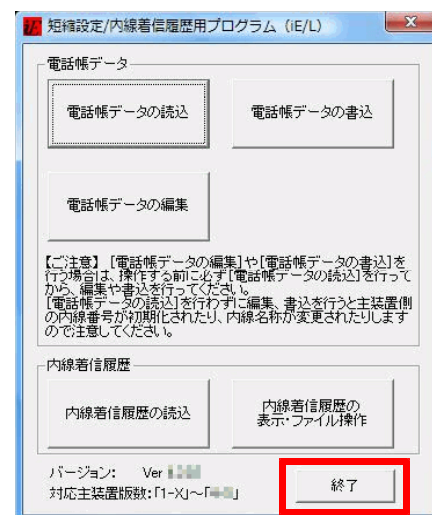 短縮設定/内線着信履歴用プログラム（iE/L）
電話帳データ
電話帳データの読込
電話帳データの書込
電話帳データの編集
【ご注意】 [電話帳データの編集]や[電話帳データの書込]を
行う場合は、操作する前に必ず[電話帳データの読込]を行って
から、編集や書込を行ってください。
[電話帳データの読込]を行わずに編集、書込を行うと主装置側
の内線番号が初期化されたり、内線名称が変更されたりします
ので注意してください。
内線着信履歴
内線着信履歴の読込
内線着信履歴の
表示・ファイル操作
バージョン： Ver
対応主装置版数：「1-X」～「」
終了